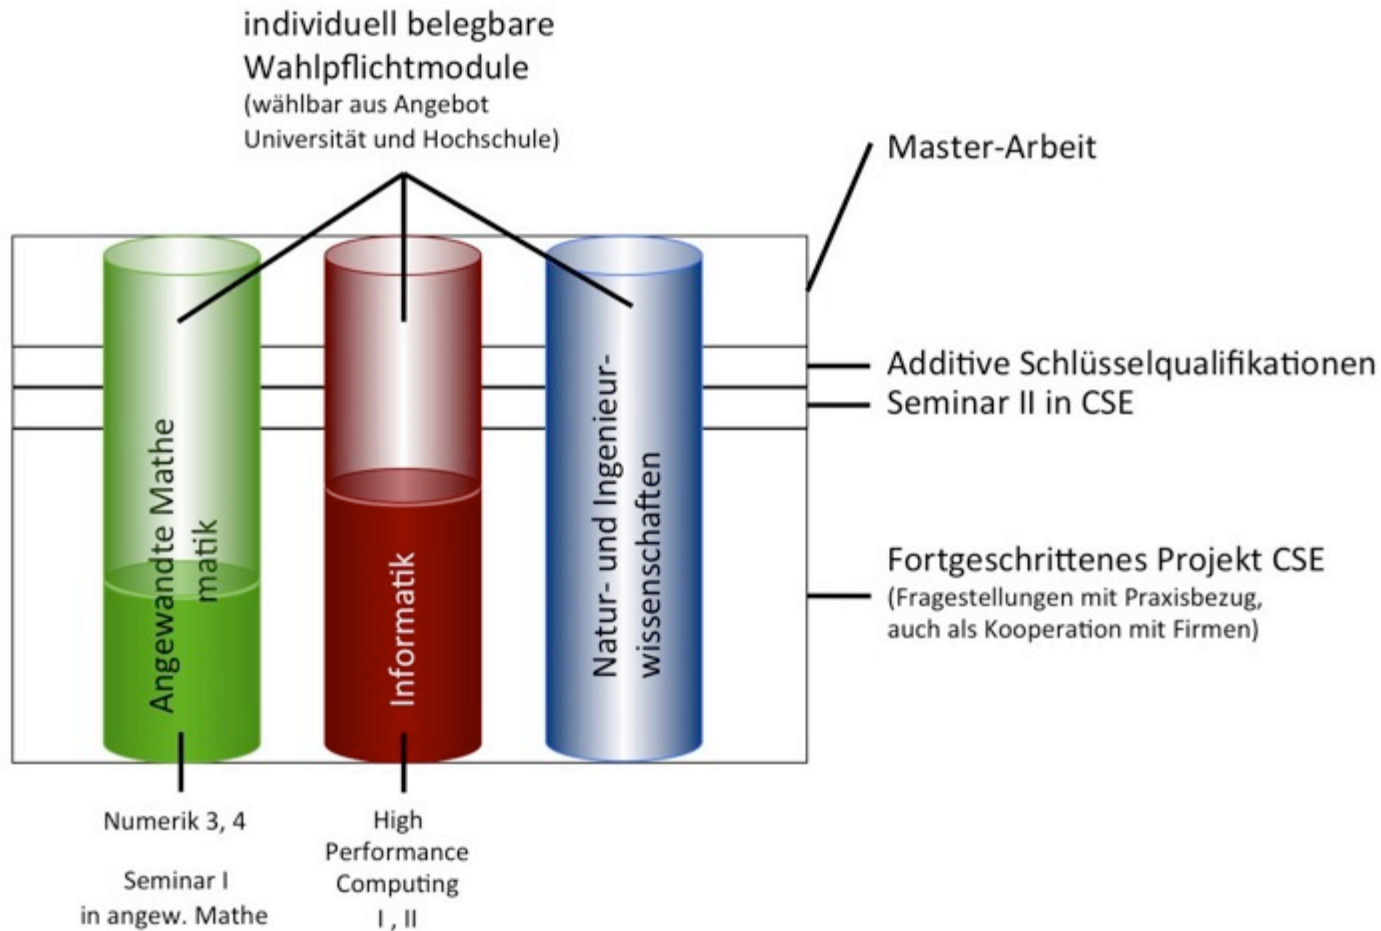 individuell belegbare
Wahlpflichtmodule
(wählbar aus Angebot
Universität und Hochschule)
Master-Arbeit
Additive Schlüsselqualifikationen
Seminar II in CSE
Fortgeschrittenes Projekt CSE
(Fragestellungen mit Praxisbezug,
auch als Kooperation mit Firmen)
Angewandte Mathe
matik
Informatik
Natur- und Ingenieur-
wissenschaften
Numerik 3, 4
Seminar I
in angew. Mathe
High
Performance
Computing
I , II